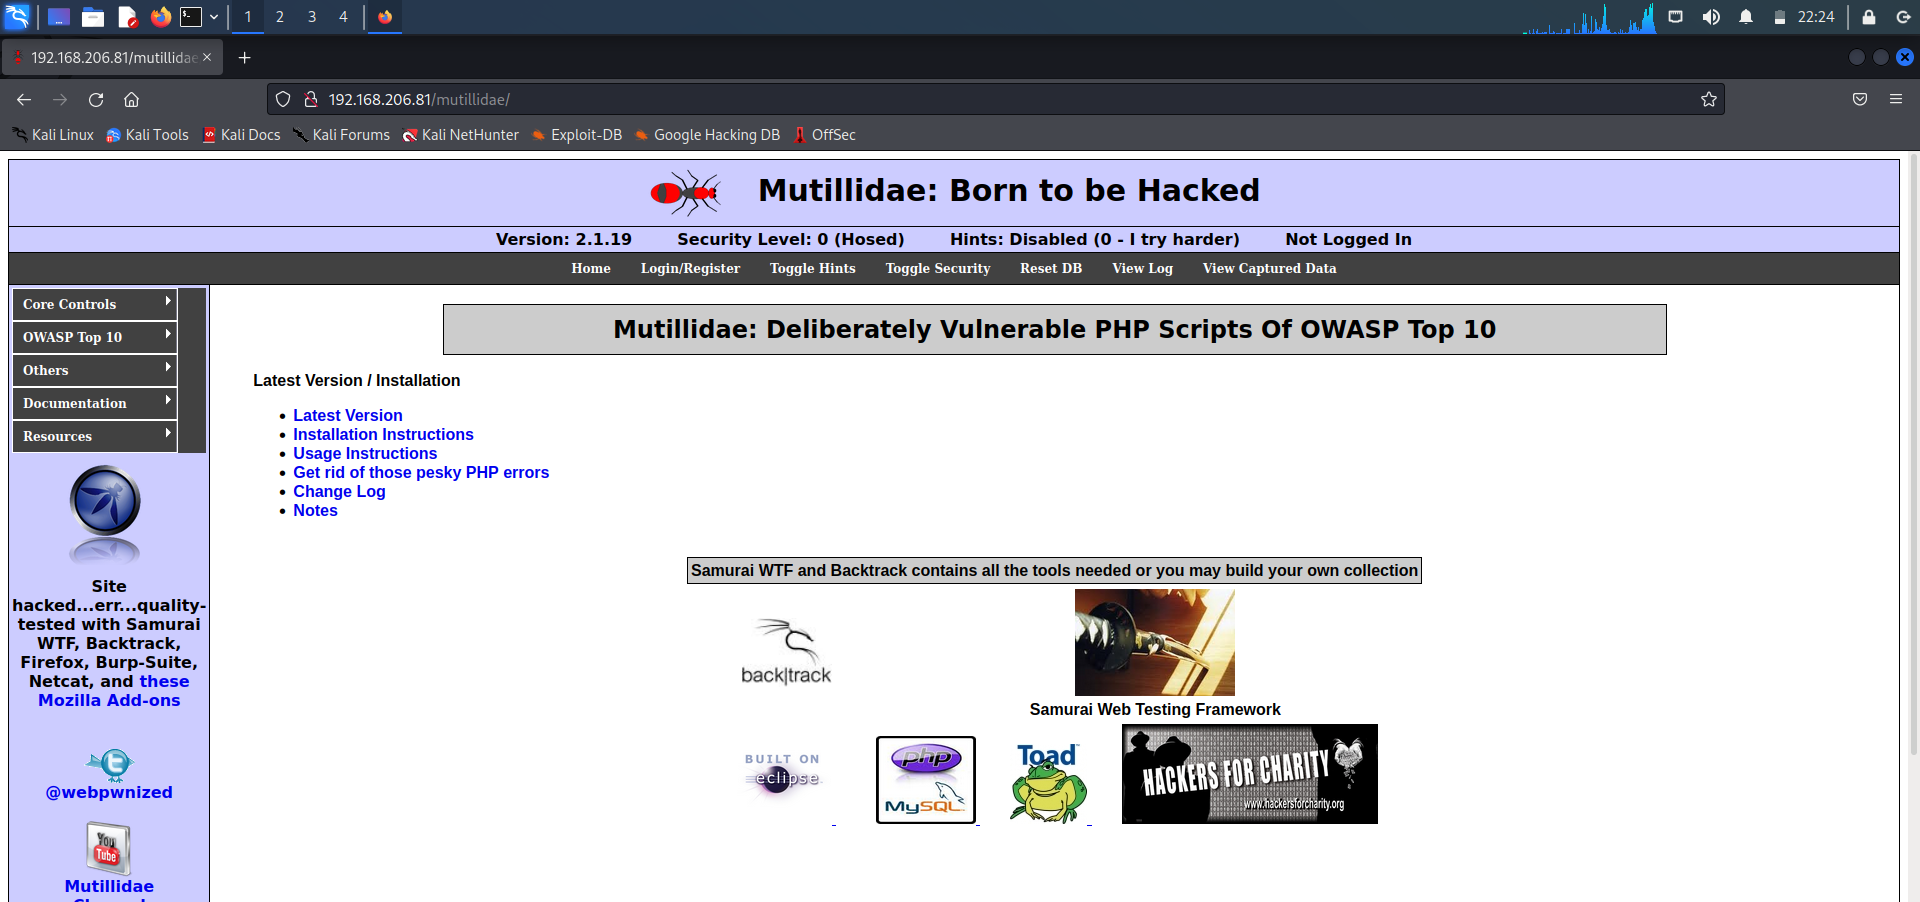 1 2 3 4 22:24
192.168.206.81/mutillidae
192.168.206.81/mutillidae/
Kali Linux Kali Tools Kali Docs Kali Forums Kali NetHunter Exploit-DB Google Hacking DB OffSec
Mutillidae: Born to be Hacked
Version: 2.1.19 Security Level: 0 (Hosed) Hints: Disabled (0 - I try harder) Not Logged In
Home Login/Register Toggle Hints Toggle Security Reset DB View Log View Captured Data
Core Controls
OWASP Top 10
Others
Documentation
Resources
Site
hacked...err...quality-
tested with Samurai
WTF, Backtrack,
Firefox, Burp-Suite,
Netcat, and these
Mozilla Add-ons
@webpwnized
You
Tube
Mutillidae
Mutillidae: Deliberately Vulnerable PHP Scripts Of OWASP Top 10
Latest Version / Installation
Latest Version
Installation Instructions
Usage Instructions
Get rid of those pesky PHP errors
Change Log
Notes
Samurai WTF and Backtrack contains all the tools needed or you may build your own collection
back|track
Samurai Web Testing Framework
BUILT ON
eclipse
php
MySQL
Toad
HACKERS FOR CHARITY
www.hackersforcharity.org